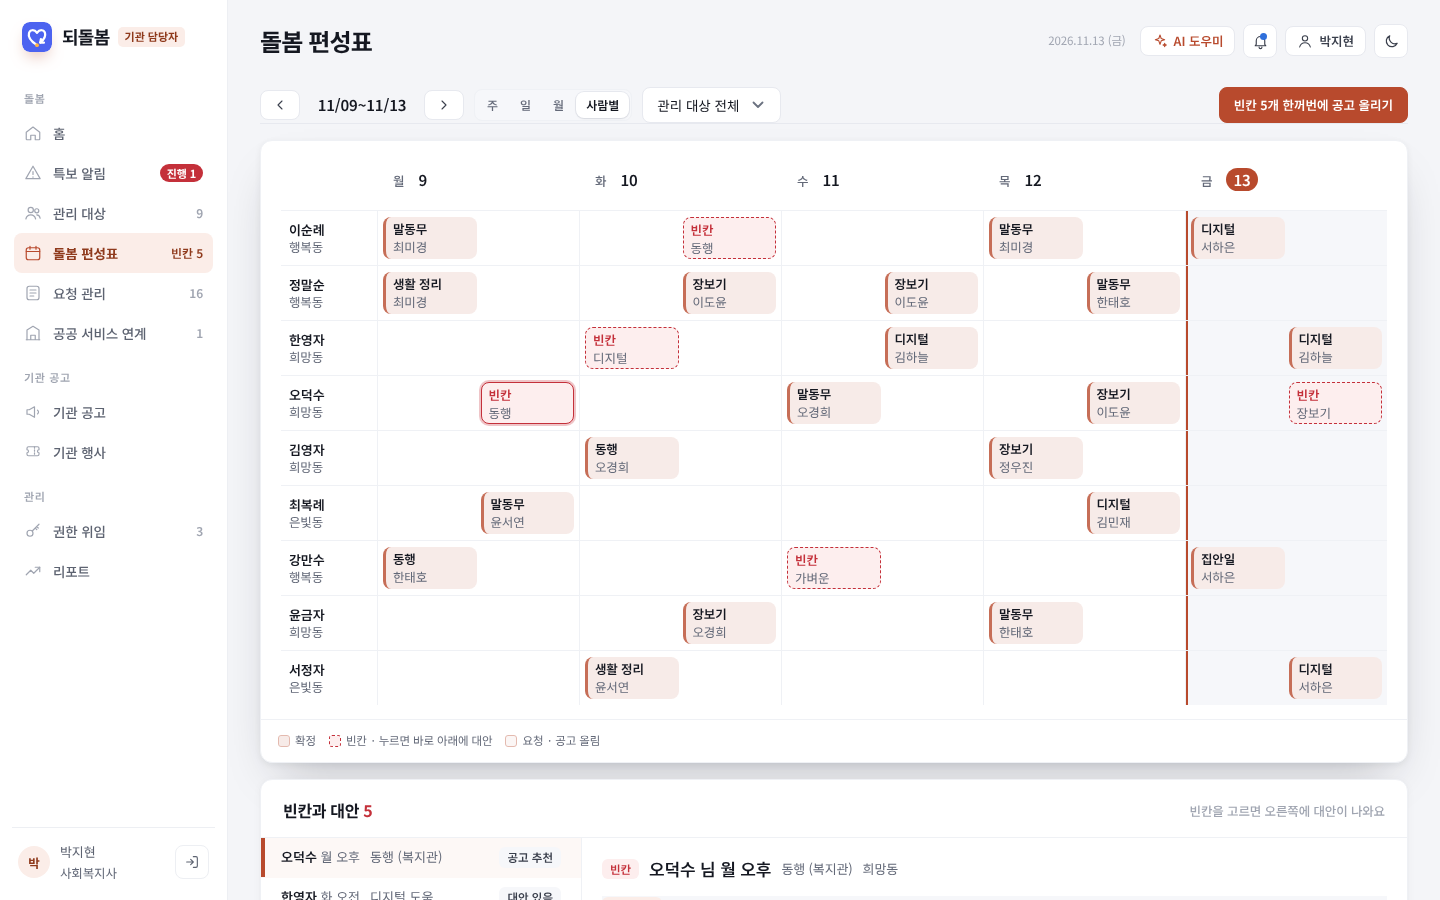 되돌봄 기관 담당자
돌봄
홈
특보 알림 진행 1
관리 대상 9
돌봄 편성표 빈칸 5
요청 관리 16
공공 서비스 연계 1
기관 공고
기관 공고
기관 행사
관리
권한 위임 3
리포트
박
박지현
사회복지사
돌봄 편성표
2026.11.13 (금)
AI 도우미
박지현
11/09~11/13
주 일 월 사람별
관리 대상 전체
빈칸 5개 한꺼번에 공고 올리기
월 9 화 10 수 11 목 12 금 13
이순례 말동무 빈칸 말동무 디지털
행복동 최미경 동행 최미경 서하은
정말순 생활 정리 장보기 장보기 말동무
행복동 최미경 이도윤 이도윤 한태호
한영자 빈칸 디지털 디지털
희망동 디지털 김하늘 김하늘
오덕수 빈칸 말동무 장보기 빈칸
희망동 동행 오경희 이도윤 장보기
김영자 동행 장보기
희망동 오경희 정우진
최복례 말동무 디지털
은빛동 윤서연 김민재
강만수 동행 빈칸 집안일
행복동 한태호 가벼운 서하은
윤금자 장보기 말동무
희망동 오경희 한태호
서정자 생활 정리 디지털
은빛동 윤서연 서하은
확정 빈칸 · 누르면 바로 아래에 대안 요청 · 공고 올림
빈칸과 대안 5
빈칸을 고르면 오른쪽에 대안이 나와요
오덕수 월 오후 동행 (복지관) 공고 추천
한영자 화 오전 디지털 도움 대안 있음
빈칸 오덕수 님 월 오후 동행 (복지관) 희망동